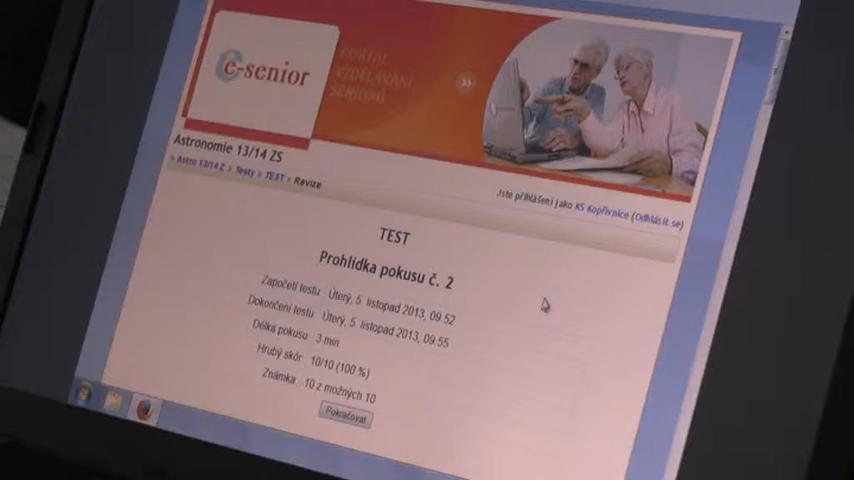 e-senior
PORTÁL
VZDĚLÁVÁNÍ
SENIORŮ
Astronomie 13/14 ZS
» Astro 13/14 Z » Testy » TEST » Revize
Jste přihlášeni jako KS Kopřivnice (Odhlásit se)
TEST
Prohlídka pokusu č. 2
Započetí testu Úterý, 5. listopad 2013, 09.52
Dokončení testu Úterý, 5. listopad 2013, 09.55
Délka pokusu 3 min
Hrubý skór 10/10 (100 %)
Známka 10 z možných 10
Pokračovat